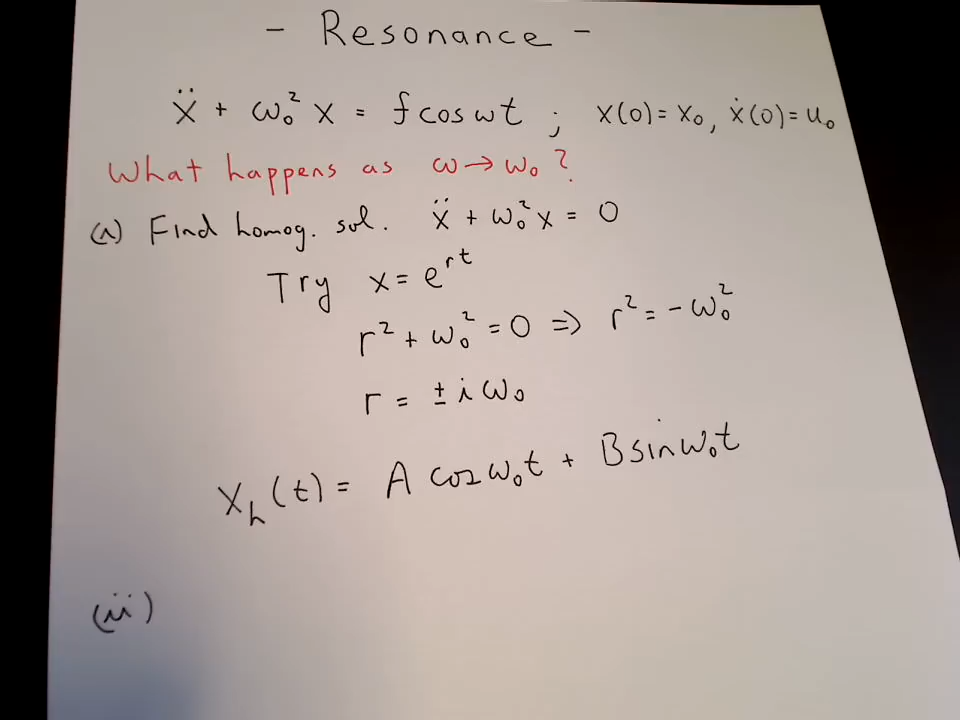 - Resonance -
ẍ + ω₀² x = f cos ωt ; x(0) = x₀, ẋ(0) = u₀
What happens as ω → ω₀ ?
(i) Find homog. sol. ẍ + ω₀² x = 0
Try x = e^{rt}
r² + ω₀² = 0 ⇒ r² = - ω₀²
r = ± i ω₀
x_h(t) = A cos ω₀t + B sin ω₀t
(ii)